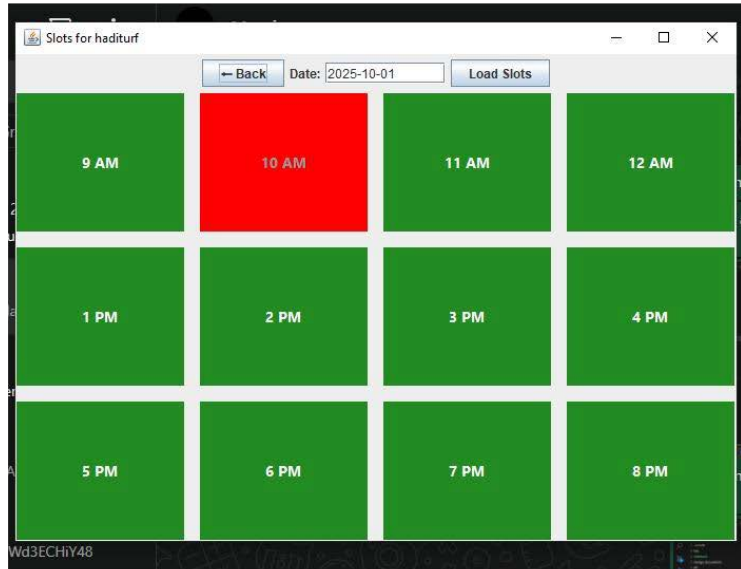 Slots for haditurf
← Back Date: 2025-10-01 Load Slots
9 AM 10 AM 11 AM 12 AM
1 PM 2 PM 3 PM 4 PM
5 PM 6 PM 7 PM 8 PM
Wd3ECHiY48